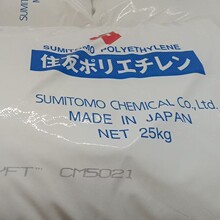 SUMITOMO POLYETHYLENE
住友ポリエチレン
SUMITOMO CHEMICAL Co.,Ltd.
MADE IN JAPAN
NET 25kg
CM5021